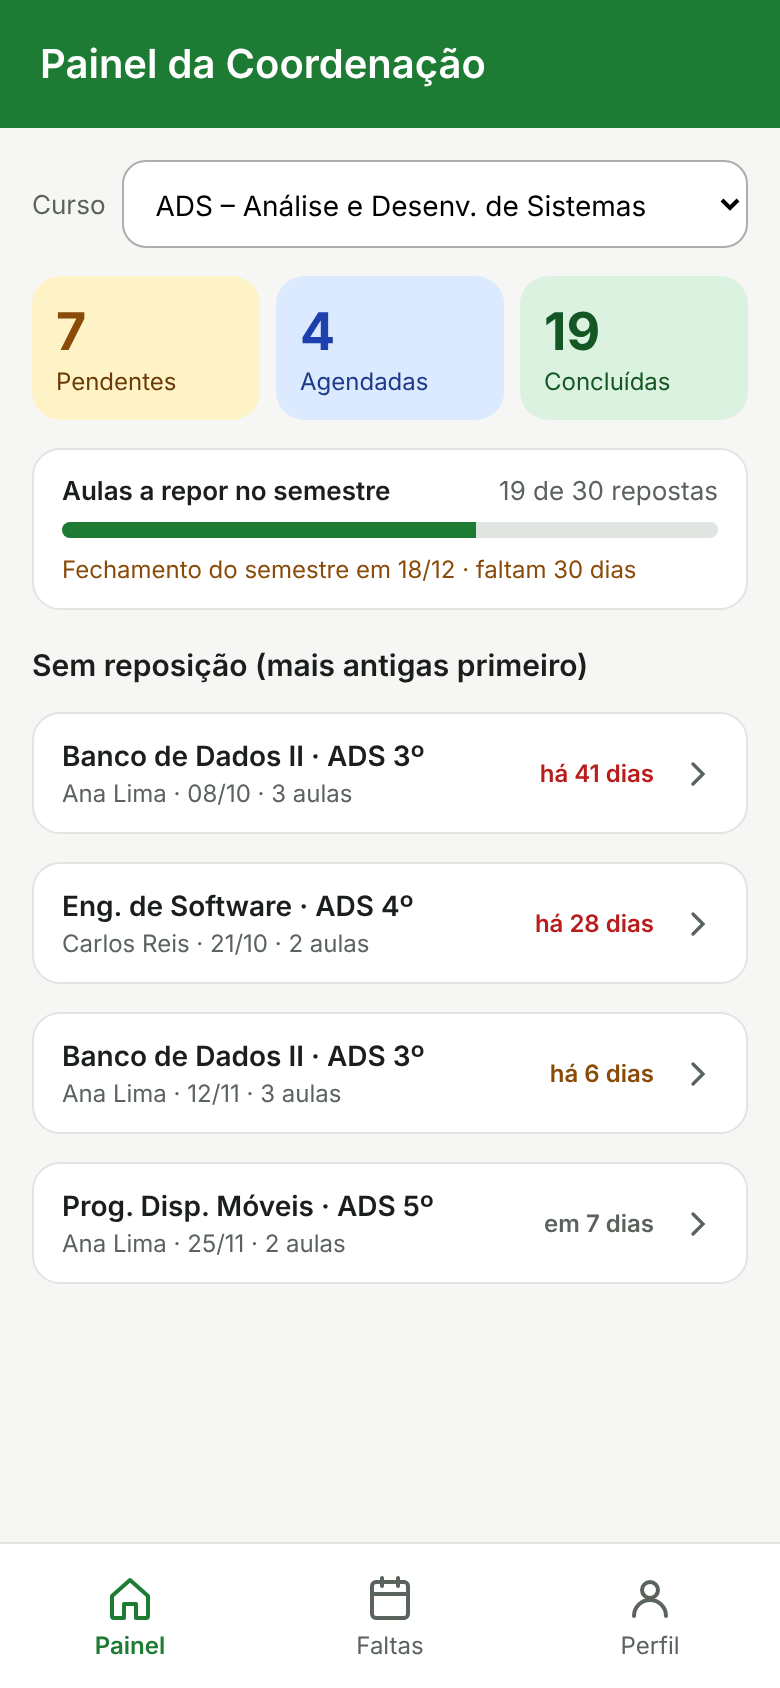 Painel da Coordenação
Curso
ADS – Análise e Desenv. de Sistemas
7
Pendentes
4
Agendadas
19
Concluídas
Aulas a repor no semestre
19 de 30 repostas
Fechamento do semestre em 18/12 · faltam 30 dias
Sem reposição (mais antigas primeiro)
Banco de Dados II · ADS 3º
Ana Lima · 08/10 · 3 aulas
há 41 dias
Eng. de Software · ADS 4º
Carlos Reis · 21/10 · 2 aulas
há 28 dias
Banco de Dados II · ADS 3º
Ana Lima · 12/11 · 3 aulas
há 6 dias
Prog. Disp. Móveis · ADS 5º
Ana Lima · 25/11 · 2 aulas
em 7 dias
Painel
Faltas
Perfil